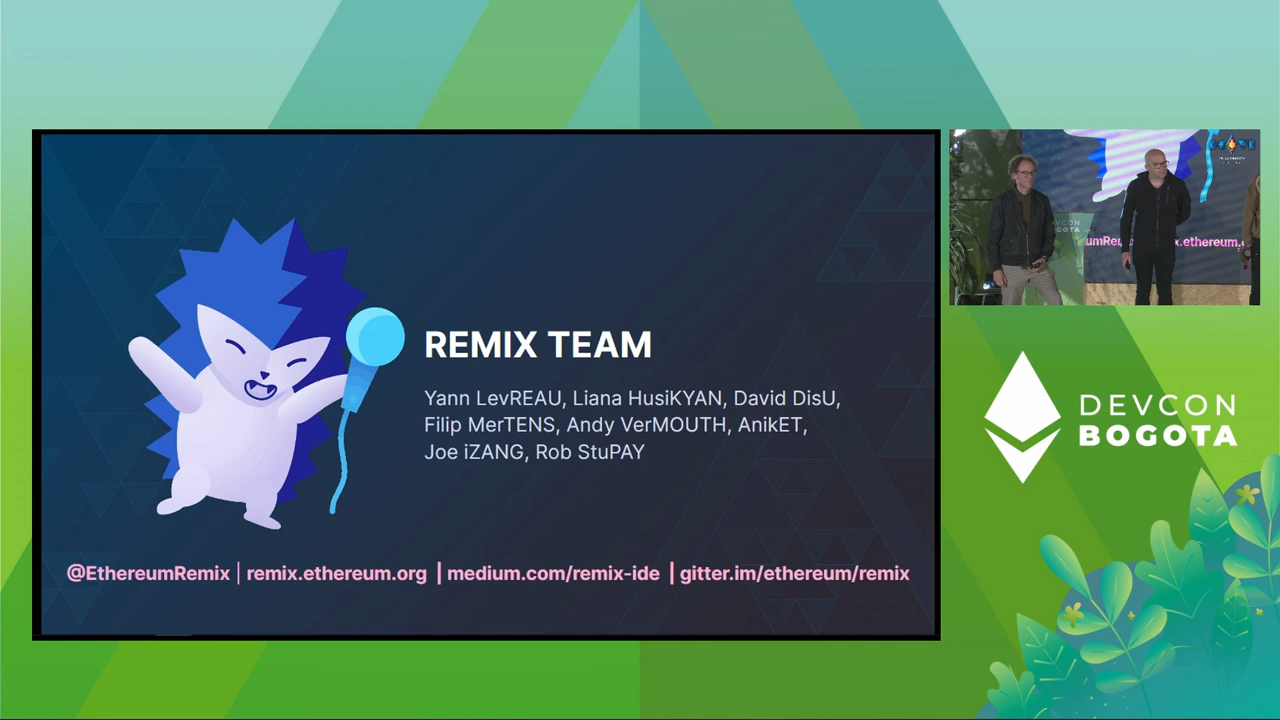 REMIX TEAM
Yann LevREAU, Liana HusiKYAN, David DisU,
Filip MerTENS, Andy VerMOUTH, AnikET,
Joe iZANG, Rob StuPAY
@EthereumRemix | remix.ethereum.org | medium.com/remix-ide | gitter.im/ethereum/remix
DEVCON
BOGOTA